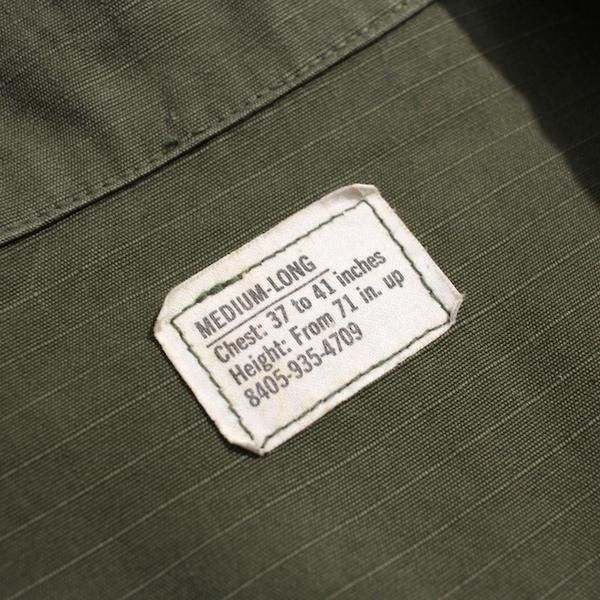 MEDIUM-LONG
Chest: 37 to 41 inches
Height: From 71 in. up
8405-935-4709